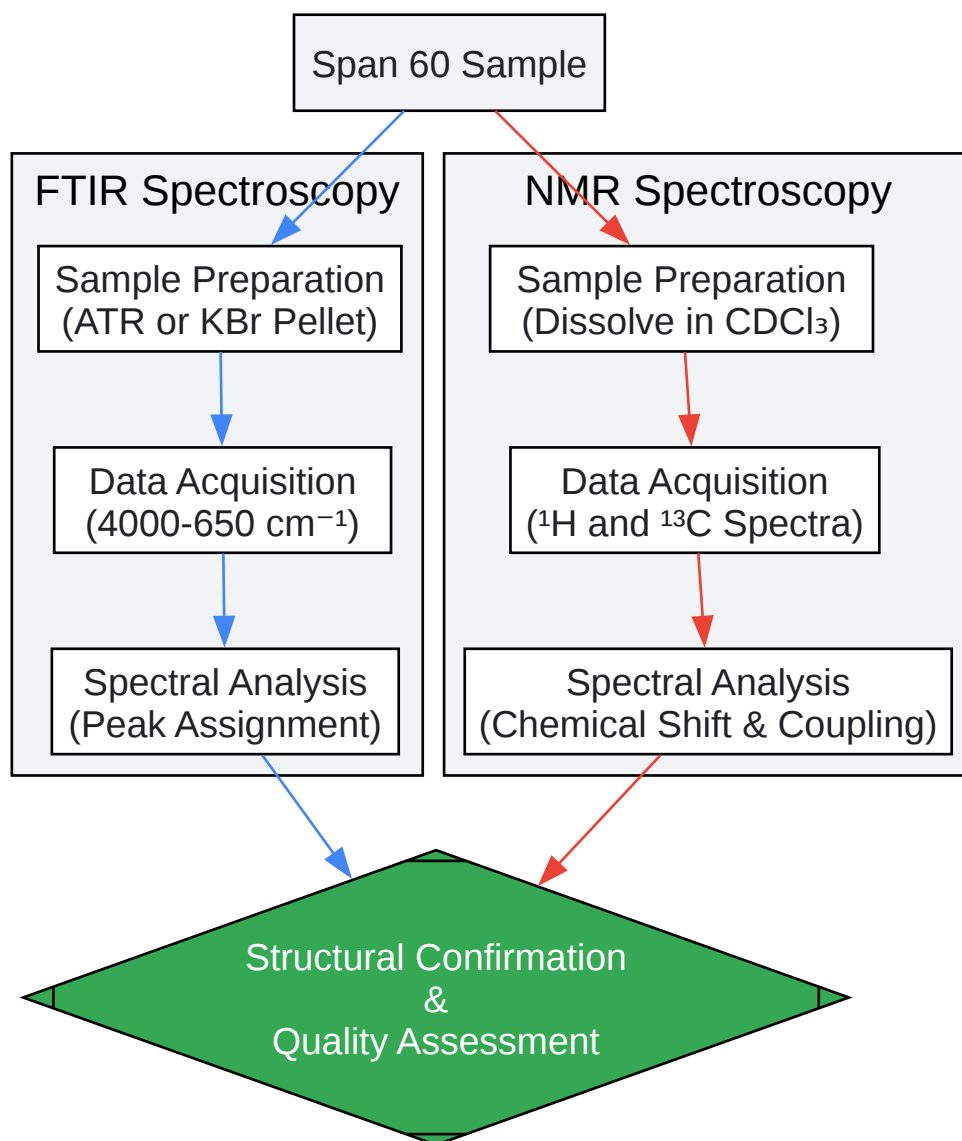 Span 60 Sample
FTIR Spectroscopy
Sample Preparation
(ATR or KBr Pellet)
Data Acquisition
(4000-650 cm⁻¹)
Spectral Analysis
(Peak Assignment)
NMR Spectroscopy
Sample Preparation
(Dissolve in CDCl₃)
Data Acquisition
(¹H and ¹³C Spectra)
Spectral Analysis
(Chemical Shift & Coupling)
Structural Confirmation
&
Quality Assessment